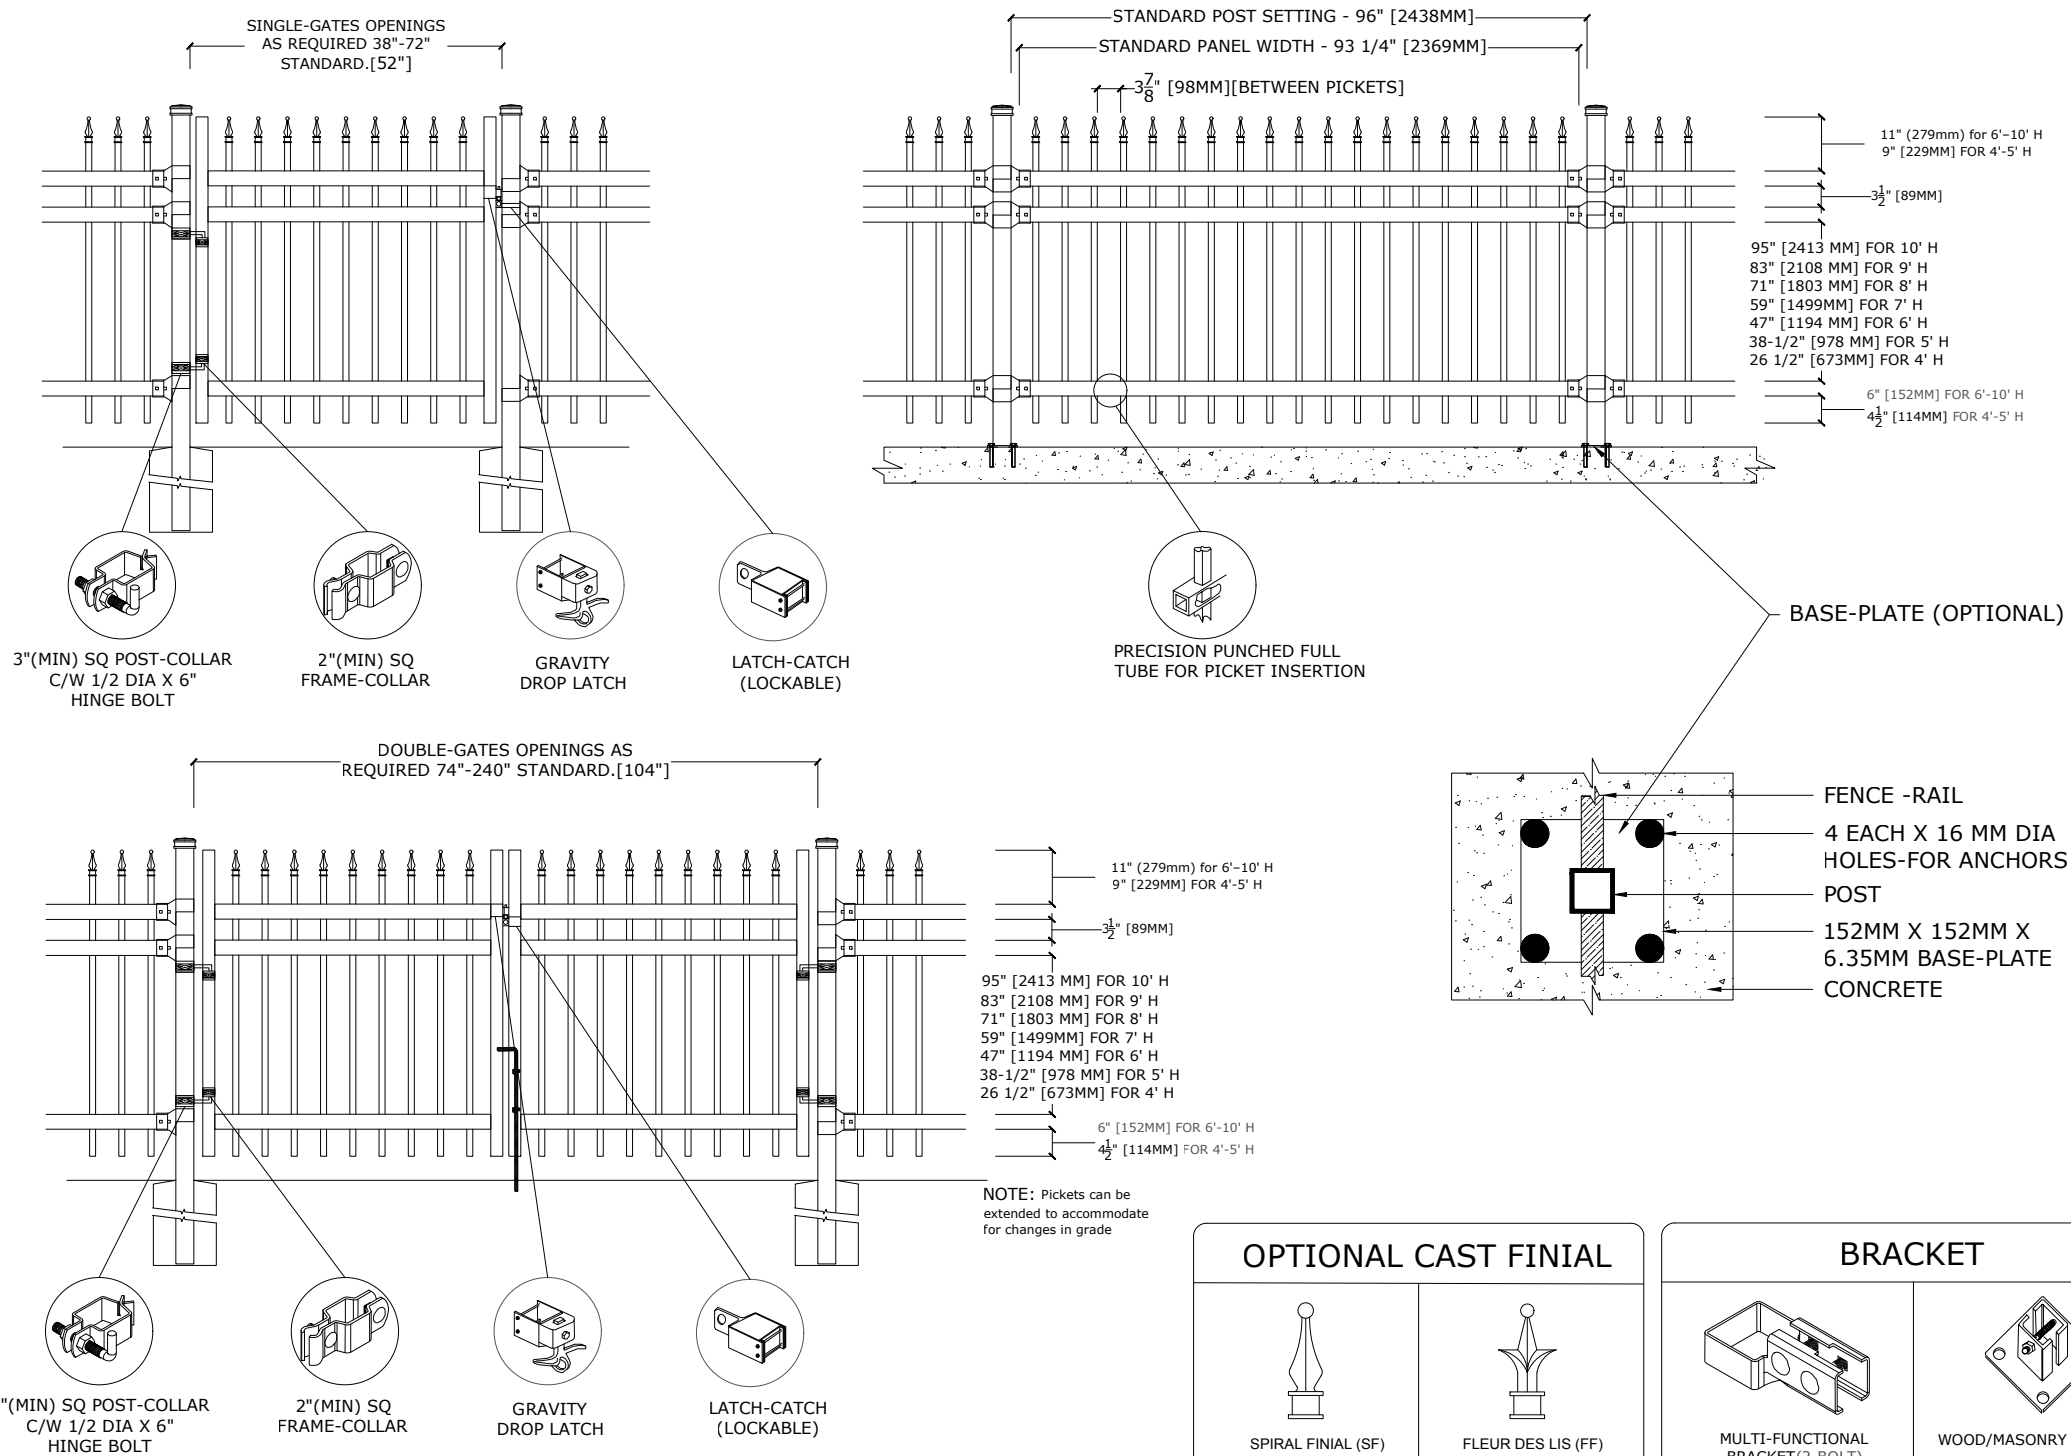 SINGLE-GATES OPENINGS
AS REQUIRED 38"-72"
STANDARD.[52"]
STANDARD POST SETTING - 96" [2438MM]
STANDARD PANEL WIDTH - 93 1/4" [2369MM]
3 7/8" [98MM][BETWEEN PICKETS]
11" (279mm) for 6'-10' H
9" [229MM] FOR 4'-5' H
3 1/2" [89MM]
95" [2413 MM] FOR 10' H
83" [2108 MM] FOR 9' H
71" [1803 MM] FOR 8' H
59" [1499MM] FOR 7' H
47" [1194 MM] FOR 6' H
38-1/2" [978 MM] FOR 5' H
26 1/2" [673MM] FOR 4' H
6" [152MM] FOR 6'-10' H
4 1/2" [114MM] FOR 4'-5' H
3"(MIN) SQ POST-COLLAR
C/W 1/2 DIA X 6"
HINGE BOLT
2"(MIN) SQ
FRAME-COLLAR
GRAVITY
DROP LATCH
LATCH-CATCH
(LOCKABLE)
PRECISION PUNCHED FULL
TUBE FOR PICKET INSERTION
BASE-PLATE (OPTIONAL)
FENCE -RAIL
4 EACH X 16 MM DIA
HOLES-FOR ANCHORS
POST
152MM X 152MM X
6.35MM BASE-PLATE
CONCRETE
DOUBLE-GATES OPENINGS AS
REQUIRED 74"-240" STANDARD.[104"]
11" (279mm) for 6'-10' H
9" [229MM] FOR 4'-5' H
3 1/2" [89MM]
95" [2413 MM] FOR 10' H
83" [2108 MM] FOR 9' H
71" [1803 MM] FOR 8' H
59" [1499MM] FOR 7' H
47" [1194 MM] FOR 6' H
38-1/2" [978 MM] FOR 5' H
26 1/2" [673MM] FOR 4' H
6" [152MM] FOR 6'-10' H
4 1/2" [114MM] FOR 4'-5' H
NOTE: Pickets can be
extended to accommodate
for changes in grade
"(MIN) SQ POST-COLLAR
C/W 1/2 DIA X 6"
HINGE BOLT
2"(MIN) SQ
FRAME-COLLAR
GRAVITY
DROP LATCH
LATCH-CATCH
(LOCKABLE)
OPTIONAL CAST FINIAL
SPIRAL FINIAL (SF)
FLEUR DES LIS (FF)
BRACKET
MULTI-FUNCTIONAL
BRACKET(2-BOLT)
WOOD/MASONRY